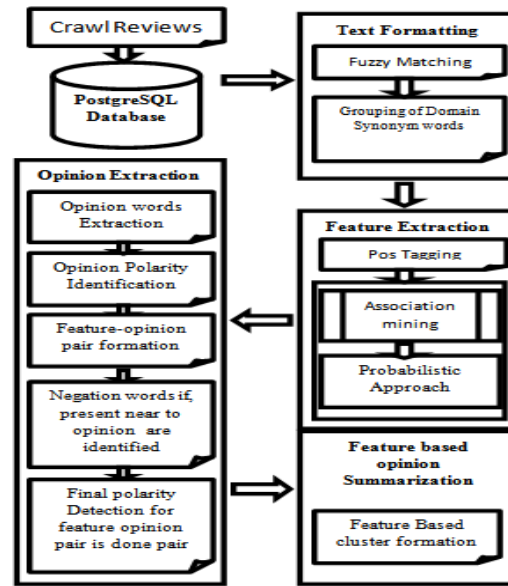 Crawl Reviews
PostgreSQL
Database
Text Formatting
Fuzzy Matching
Grouping of Domain
Synonym words
Feature Extraction
Pos Tagging
Association
mining
Probabilistic
Approach
Opinion Extraction
Opinion words
Extraction
Opinion Polarity
Identification
Feature-opinion
pair formation
Negation words if,
present near to
opinion are
identified
Final polarity
Detection for
feature opinion
pair is done pair
Feature based
opinion
Summarization
Feature Based
cluster formation